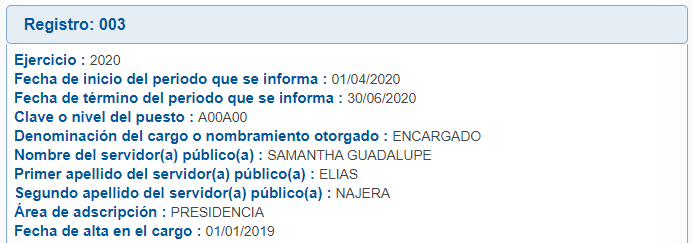 Registro: 003
Ejercicio : 2020
Fecha de inicio del periodo que se informa : 01/04/2020
Fecha de término del periodo que se informa : 30/06/2020
Clave o nivel del puesto : A00A00
Denominación del cargo o nombramiento otorgado : ENCARGADO
Nombre del servidor(a) público(a) : SAMANTHA GUADALUPE
Primer apellido del servidor(a) público(a) : ELIAS
Segundo apellido del servidor(a) público(a) : NAJERA
Área de adscripción : PRESIDENCIA
Fecha de alta en el cargo : 01/01/2019